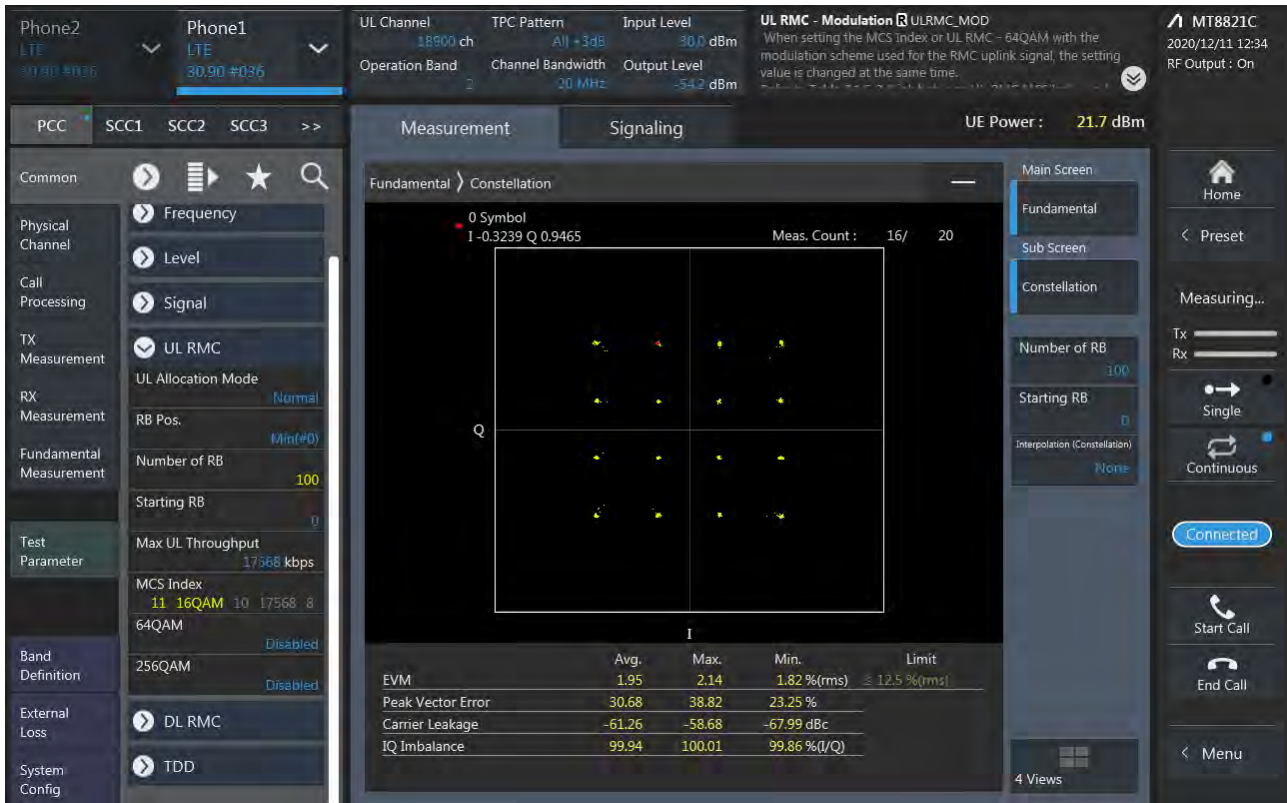 Phone2
LTE
30.90 #036
Phone1
LTE
30.90 #036
UL Channel
18900 ch
Operation Band
2
TPC Pattern
All +3dB
Channel Bandwidth
20 MHz
Input Level
30.0 dBm
Output Level
-54.2 dBm
UL RMC - Modulation R ULRMC_MOD
When setting the MCS Index or UL RMC – 64QAM with the
modulation scheme used for the RMC uplink signal, the setting
value is changed at the same time.
MT8821C
2020/12/11 12:34
RF Output : On
PCC SCC1 SCC2 SCC3 >>
Measurement
Signaling
UE Power : 21.7 dBm
Common
Physical
Channel
Call
Processing
TX
Measurement
RX
Measurement
Fundamental
Measurement
Test
Parameter
Band
Definition
External
Loss
System
Config
Frequency
Level
Signal
UL RMC
UL Allocation Mode
Normal
RB Pos.
Min(#0)
Number of RB
100
Starting RB
0
Max UL Throughput
17568 kbps
MCS Index
11 16QAM 10 17568 8
64QAM
Disabled
256QAM
Disabled
DL RMC
TDD
Fundamental 〉 Constellation
0 Symbol
I -0.3239 Q 0.9465
Meas. Count : 16/ 20
Q
I
Avg. Max. Min. Limit
EVM 1.95 2.14 1.82 %(rms) ≦ 12.5 %(rms)
Peak Vector Error 30.68 38.82 23.25 %
Carrier Leakage -61.26 -58.68 -67.99 dBc
IQ Imbalance 99.94 100.01 99.86 %(I/Q)
Main Screen
Fundamental
Sub Screen
Constellation
Number of RB
100
Starting RB
0
Interpolation (Constellation)
None
4 Views
Home
< Preset
Measuring...
Tx
Rx
Single
Continuous
Connected
Start Call
End Call
< Menu